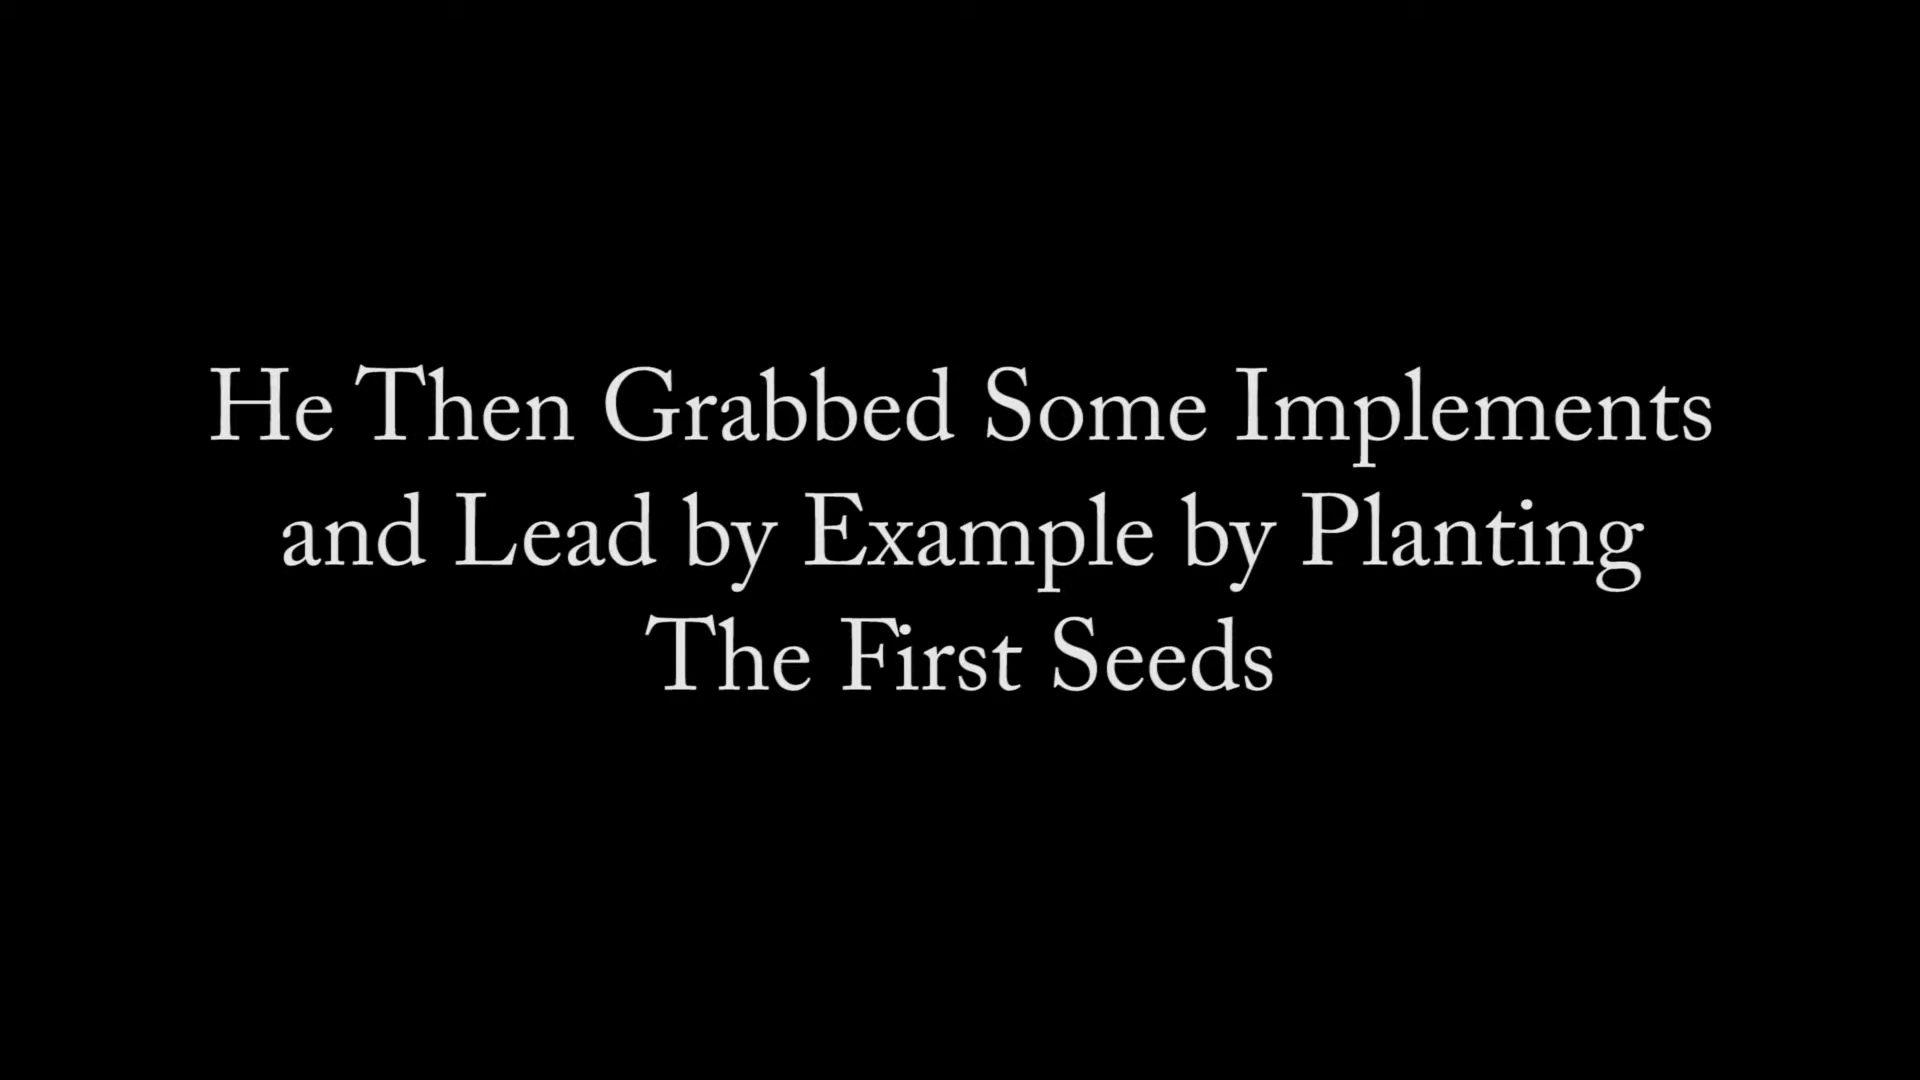 He Then Grabbed Some Implements
and Lead by Example by Planting
The First Seeds